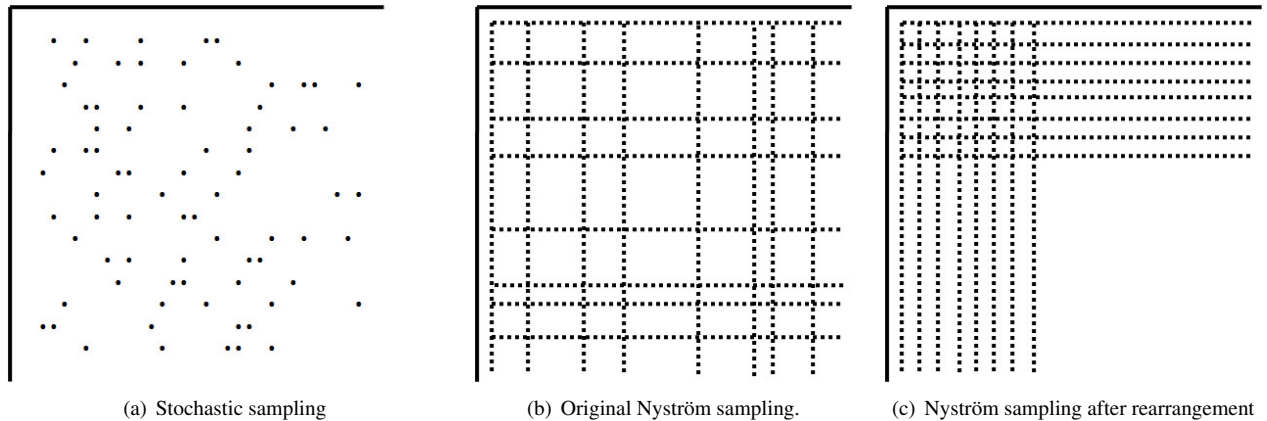 (a) Stochastic sampling
(b) Original Nyström sampling.
(c) Nyström sampling after rearrangement